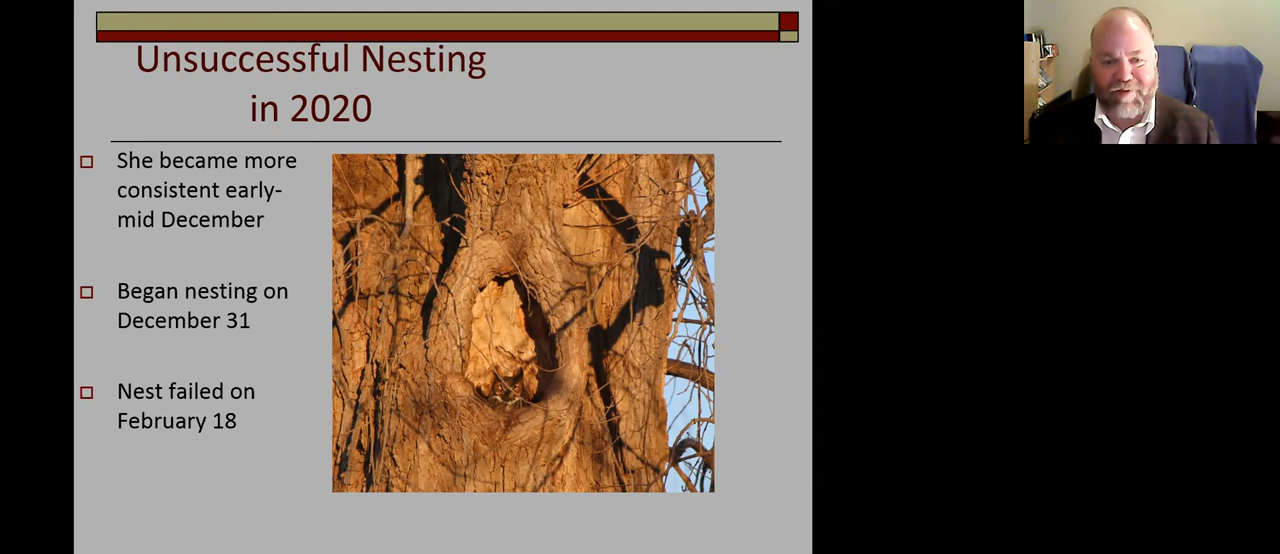 Unsuccessful Nesting
in 2020
She became more
consistent early-
mid December
Began nesting on
December 31
Nest failed on
February 18